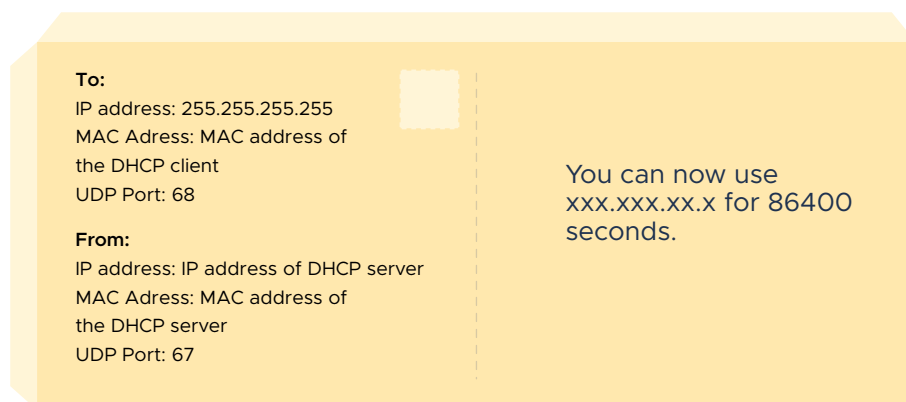 To:
IP address: 255.255.255.255
MAC Adress: MAC address of
the DHCP client
UDP Port: 68
From:
IP address: IP address of DHCP server
MAC Adress: MAC address of
the DHCP server
UDP Port: 67
You can now use
xxx.xxx.xx.x for 86400
seconds.